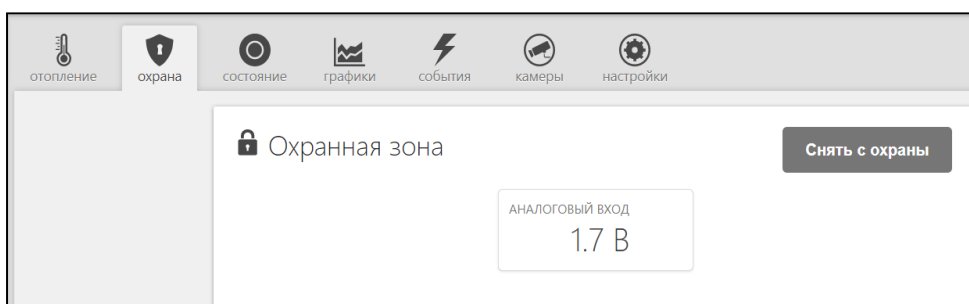 отопление охрана состояние графики события камеры настройки
Охранная зона
Снять с охраны
АНАЛОГОВЫЙ ВХОД
1.7 В